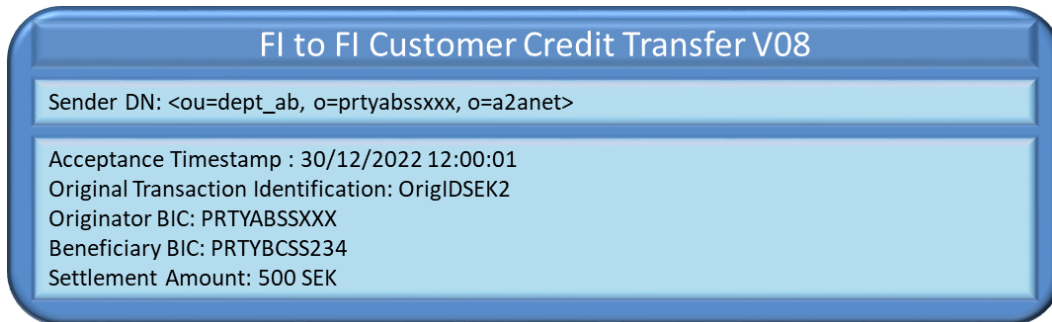 FI to FI Customer Credit Transfer V08
Sender DN: <ou=dept_ab, o=prtyabssxxx, o=a2anet>
Acceptance Timestamp : 30/12/2022 12:00:01
Original Transaction Identification: OrigIDSEK2
Originator BIC: PRTYABSSXXX
Beneficiary BIC: PRTYBCSS234
Settlement Amount: 500 SEK